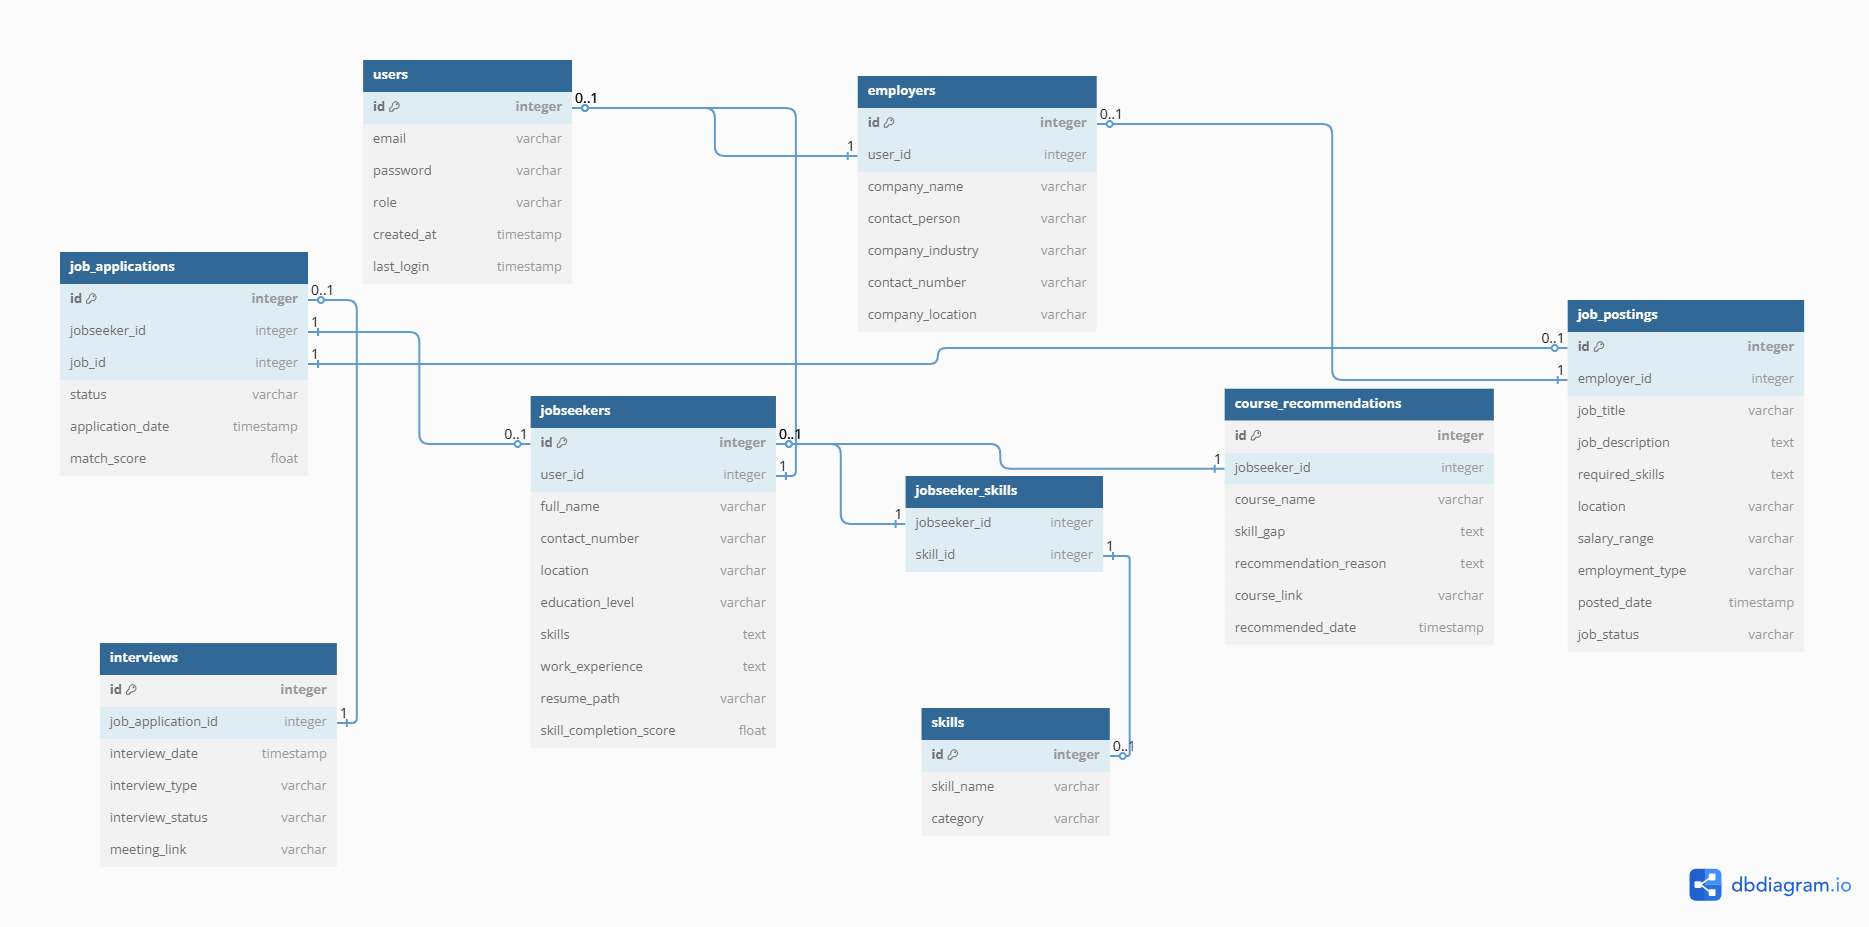 users
id integer
email varchar
password varchar
role varchar
created_at timestamp
last_login timestamp
0..1
employers
id integer
user_id integer
company_name varchar
contact_person varchar
company_industry varchar
contact_number varchar
company_location varchar
0..1
1
job_applications
id integer
jobseeker_id integer
job_id integer
status varchar
application_date timestamp
match_score float
0..1
1
1
job_postings
id integer
employer_id integer
job_title varchar
job_description text
required_skills text
location varchar
salary_range varchar
employment_type varchar
posted_date timestamp
job_status varchar
0..1
1
jobseekers
id integer
user_id integer
full_name varchar
contact_number varchar
location varchar
education_level varchar
skills text
work_experience text
resume_path varchar
skill_completion_score float
0..1
0..1
1
course_recommendations
id integer
jobseeker_id integer
course_name varchar
skill_gap text
recommendation_reason text
course_link varchar
recommended_date timestamp
1
jobseeker_skills
jobseeker_id integer
skill_id integer
1
1
interviews
id integer
job_application_id integer
interview_date timestamp
interview_type varchar
interview_status varchar
meeting_link varchar
1
skills
id integer
skill_name varchar
category varchar
0..1
dbdiagram.io